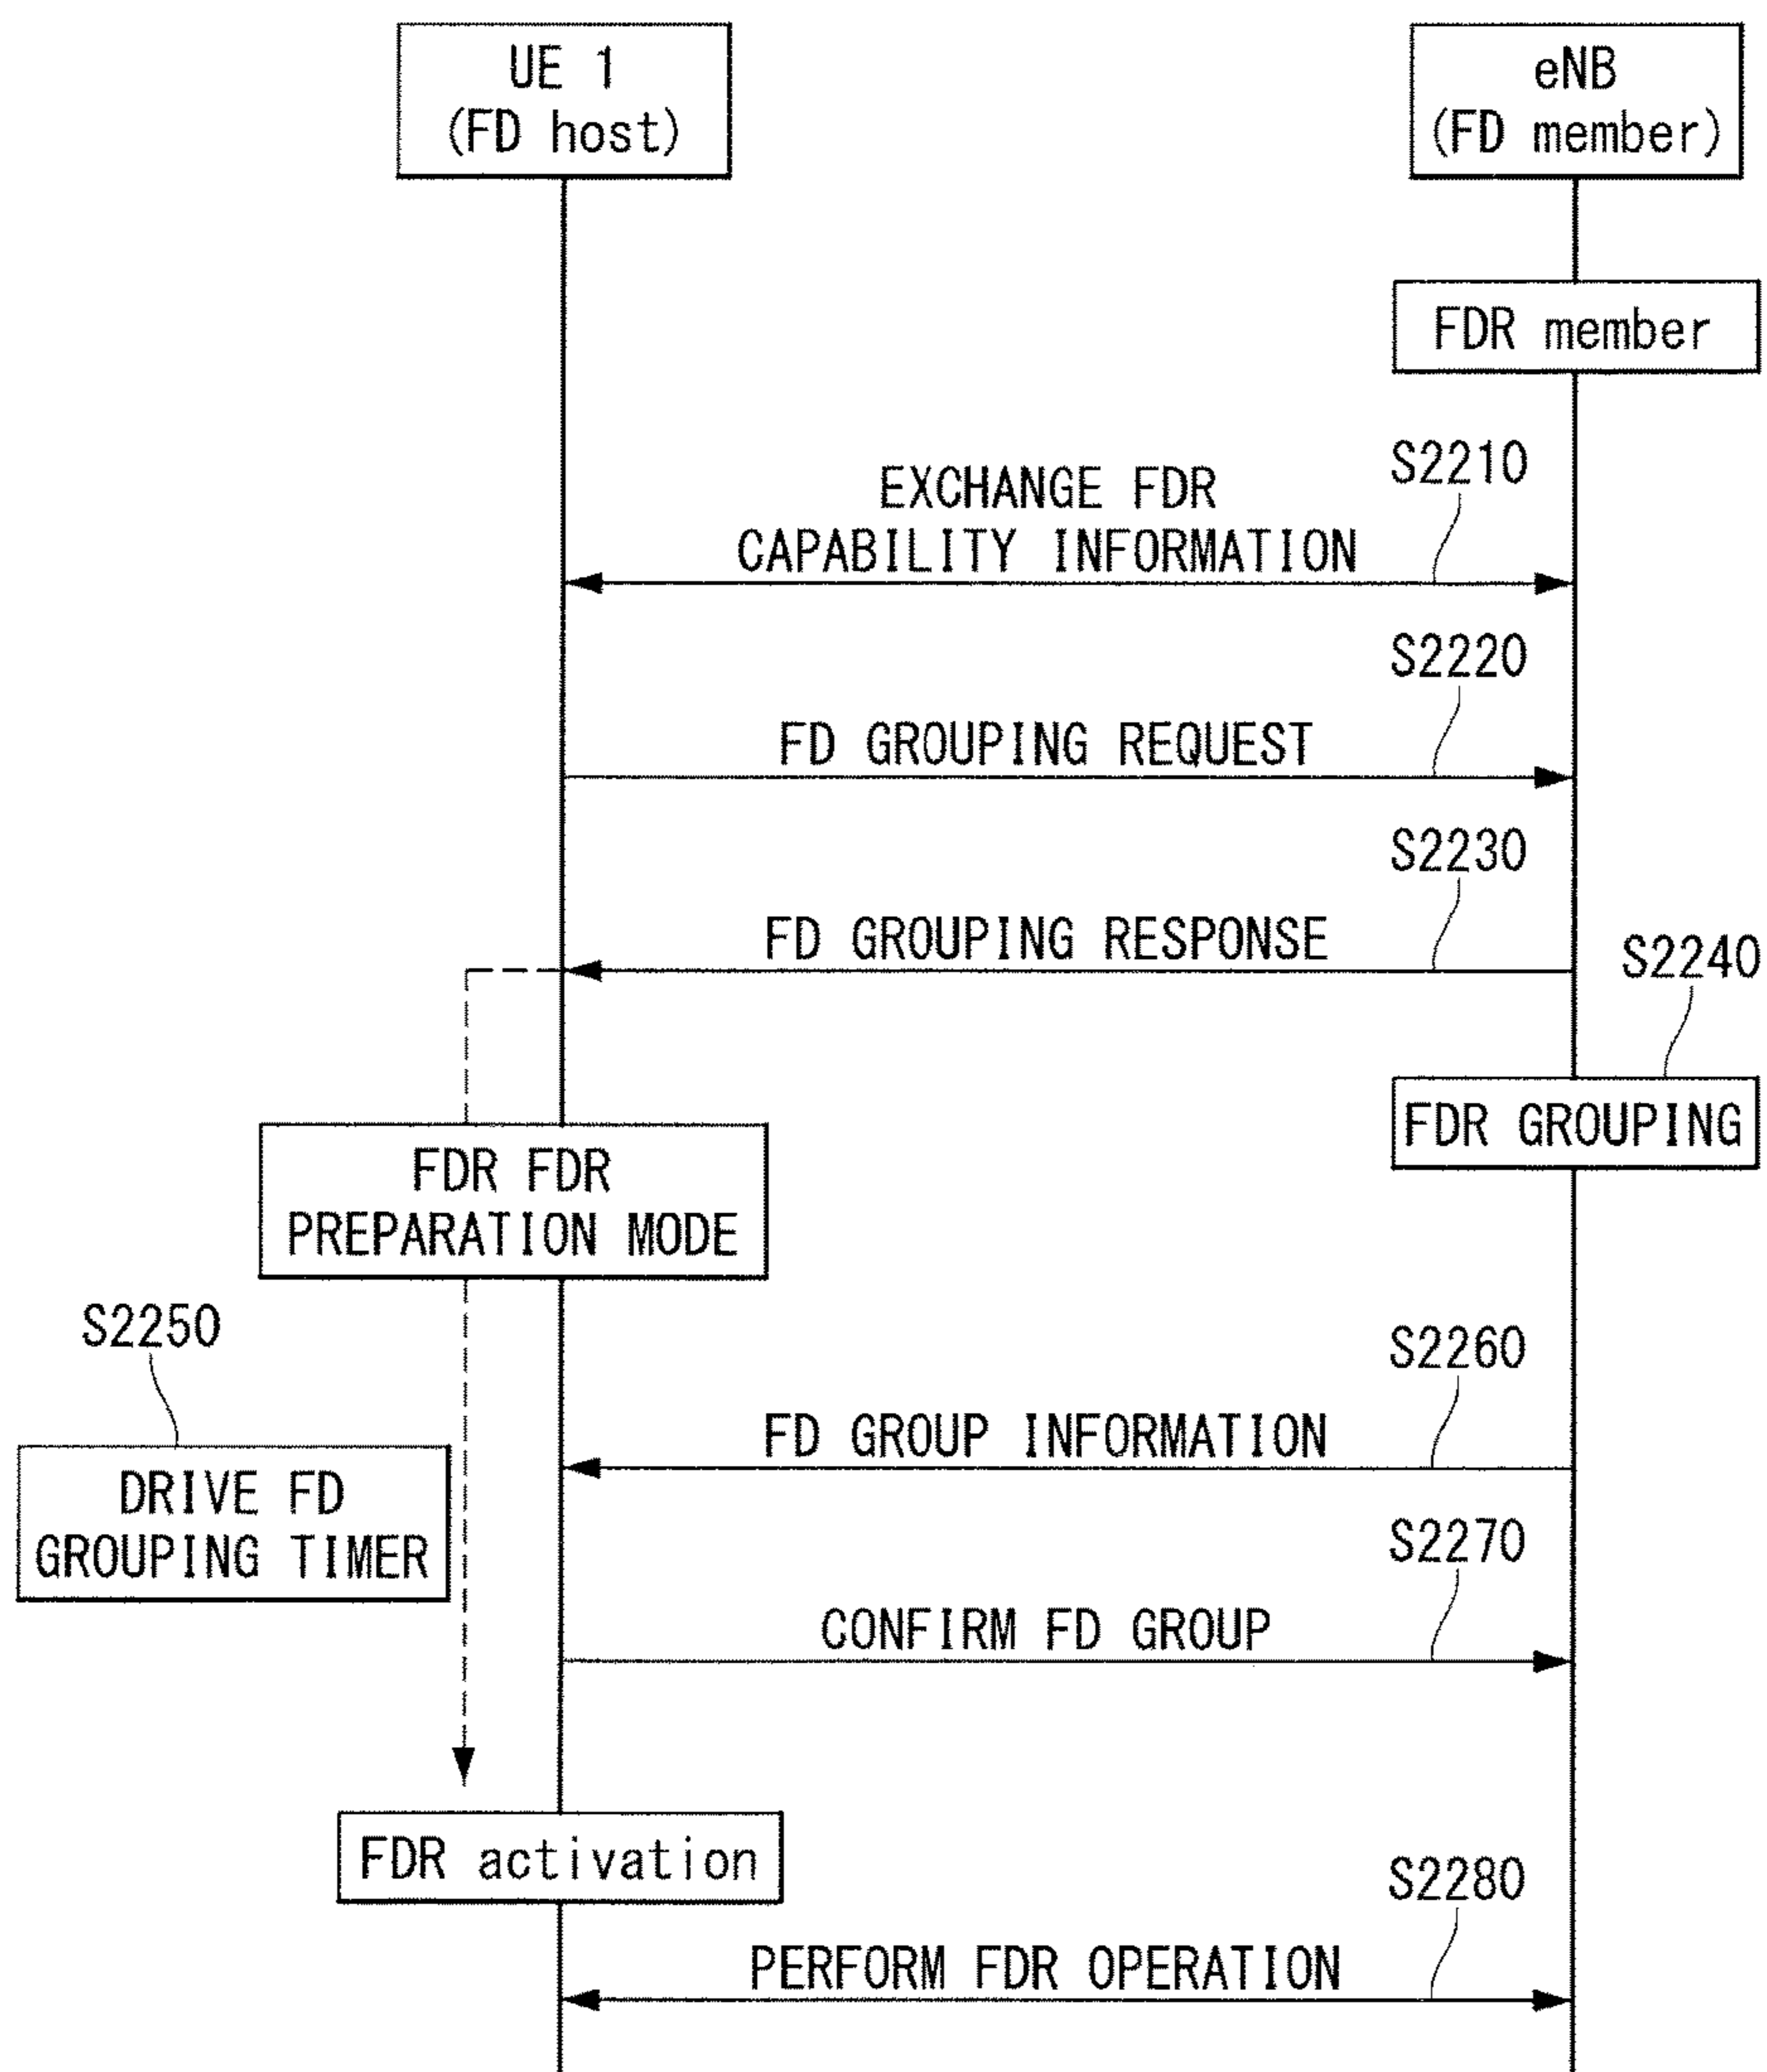 UE 1
(FD host)
eNB
(FD member)
FDR member
S2210
EXCHANGE FDR
CAPABILITY INFORMATION
S2220
FD GROUPING REQUEST
S2230
FD GROUPING RESPONSE
S2240
FDR GROUPING
FDR FDR
PREPARATION MODE
S2250
DRIVE FD
GROUPING TIMER
S2260
FD GROUP INFORMATION
S2270
CONFIRM FD GROUP
FDR activation
S2280
PERFORM FDR OPERATION